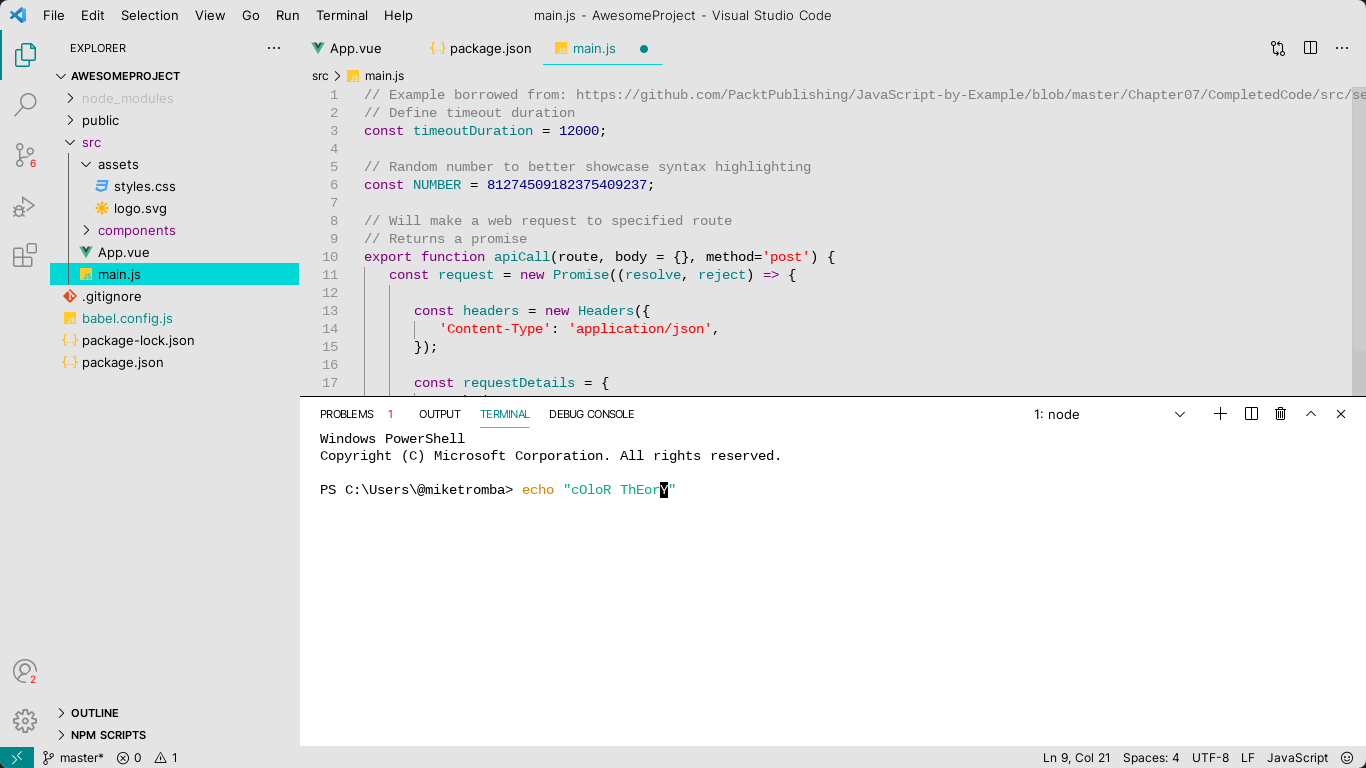 File Edit Selection View Go Run Terminal Help main.js - AwesomeProject - Visual Studio Code
EXPLORER
App.vue
package.json
main.js
AWESOMEPROJECT
node_modules
public
src
assets
styles.css
logo.svg
components
App.vue
main.js
.gitignore
babel.config.js
package-lock.json
package.json
OUTLINE
NPM SCRIPTS
6
2
src > main.js
1 // Example borrowed from: https://github.com/PacktPublishing/JavaScript-by-Example/blob/master/Chapter07/CompletedCode/src/se
2 // Define timeout duration
3 const timeoutDuration = 12000;
4
5 // Random number to better showcase syntax highlighting
6 const NUMBER = 81274509182375409237;
7
8 // Will make a web request to specified route
9 // Returns a promise
10 export function apiCall(route, body = {}, method='post') {
11 const request = new Promise((resolve, reject) => {
12
13 const headers = new Headers({
14 'Content-Type': 'application/json',
15 });
16
17 const requestDetails = {
PROBLEMS 1 OUTPUT TERMINAL DEBUG CONSOLE 1: node
Windows PowerShell
Copyright (C) Microsoft Corporation. All rights reserved.
PS C:\Users\@miketromba> echo "cOloR ThEorY"
master* 0 1 Ln 9, Col 21 Spaces: 4 UTF-8 LF JavaScript